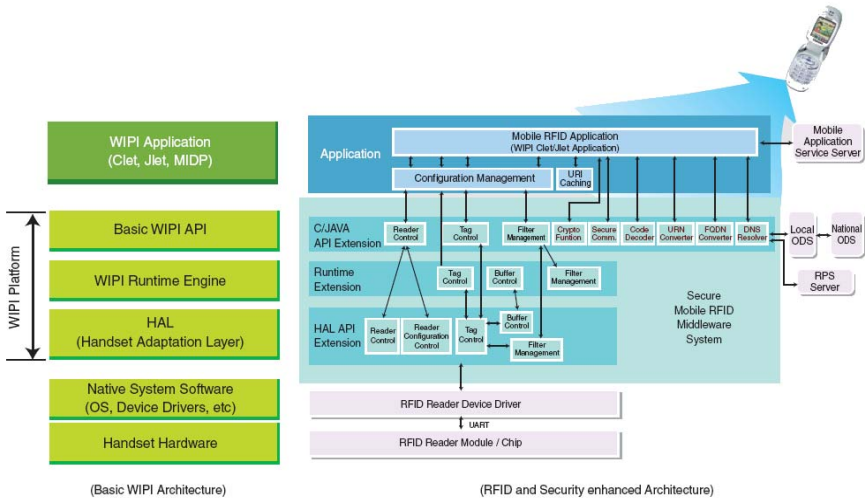 WIPI Application
(Clet, Jlet, MIDP)
WIPI Platform
Basic WIPI API
WIPI Runtime Engine
HAL
(Handset Adaptation Layer)
Native System Software
(OS, Device Drivers, etc)
Handset Hardware
(Basic WIPI Architecture)
Application
Mobile RFID Application
(WIPI Clet/Jlet Application)
Configuration Management
URI
Caching
Mobile
Application
Service Server
C/JAVA
API Extension
Reader
Control
Tag
Control
Filter
Management
Crypto
Funtion
Secure
Comm.
Code
Decoder
URN
Converter
FQDN
Converter
DNS
Resolver
Local
ODS
National
ODS
RPS
Server
Runtime
Extension
Tag
Control
Buffer
Control
Filter
Management
HAL API
Extension
Reader
Control
Reader
Configuration
Control
Tag
Control
Buffer
Control
Filter
Management
Secure
Mobile RFID
Middleware
System
RFID Reader Device Driver
UART
RFID Reader Module / Chip
(RFID and Security enhanced Architecture)